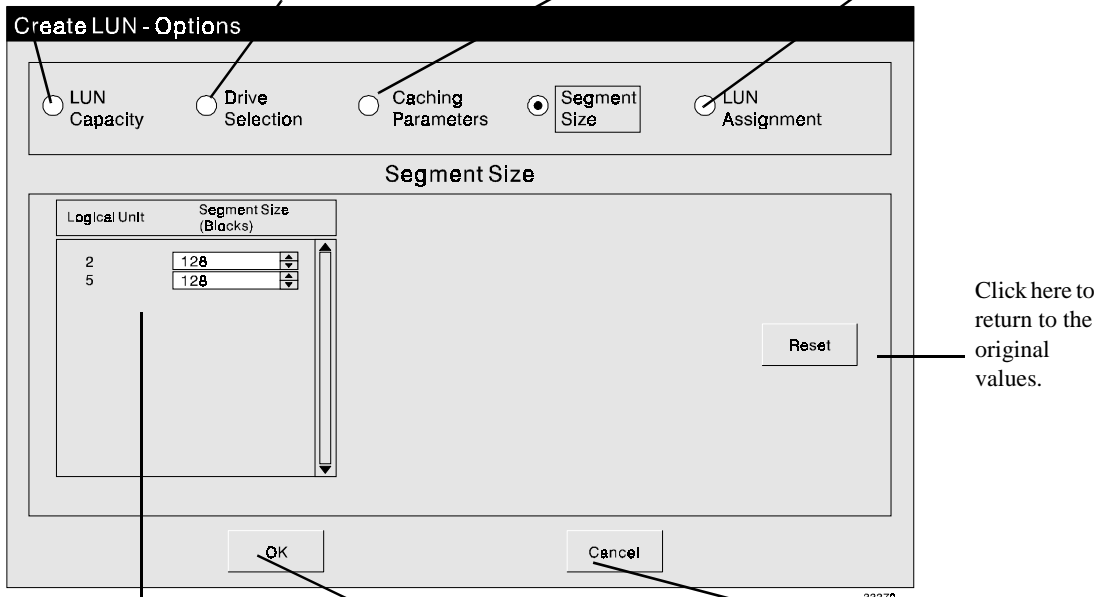 Create LUN - Options
LUN Capacity
Drive Selection
Caching Parameters
Segment Size
LUN Assignment
Segment Size
Logical Unit
Segment Size (Blocks)
2 128
5 128
Reset
Click here to
return to the
original
values.
OK
Cancel